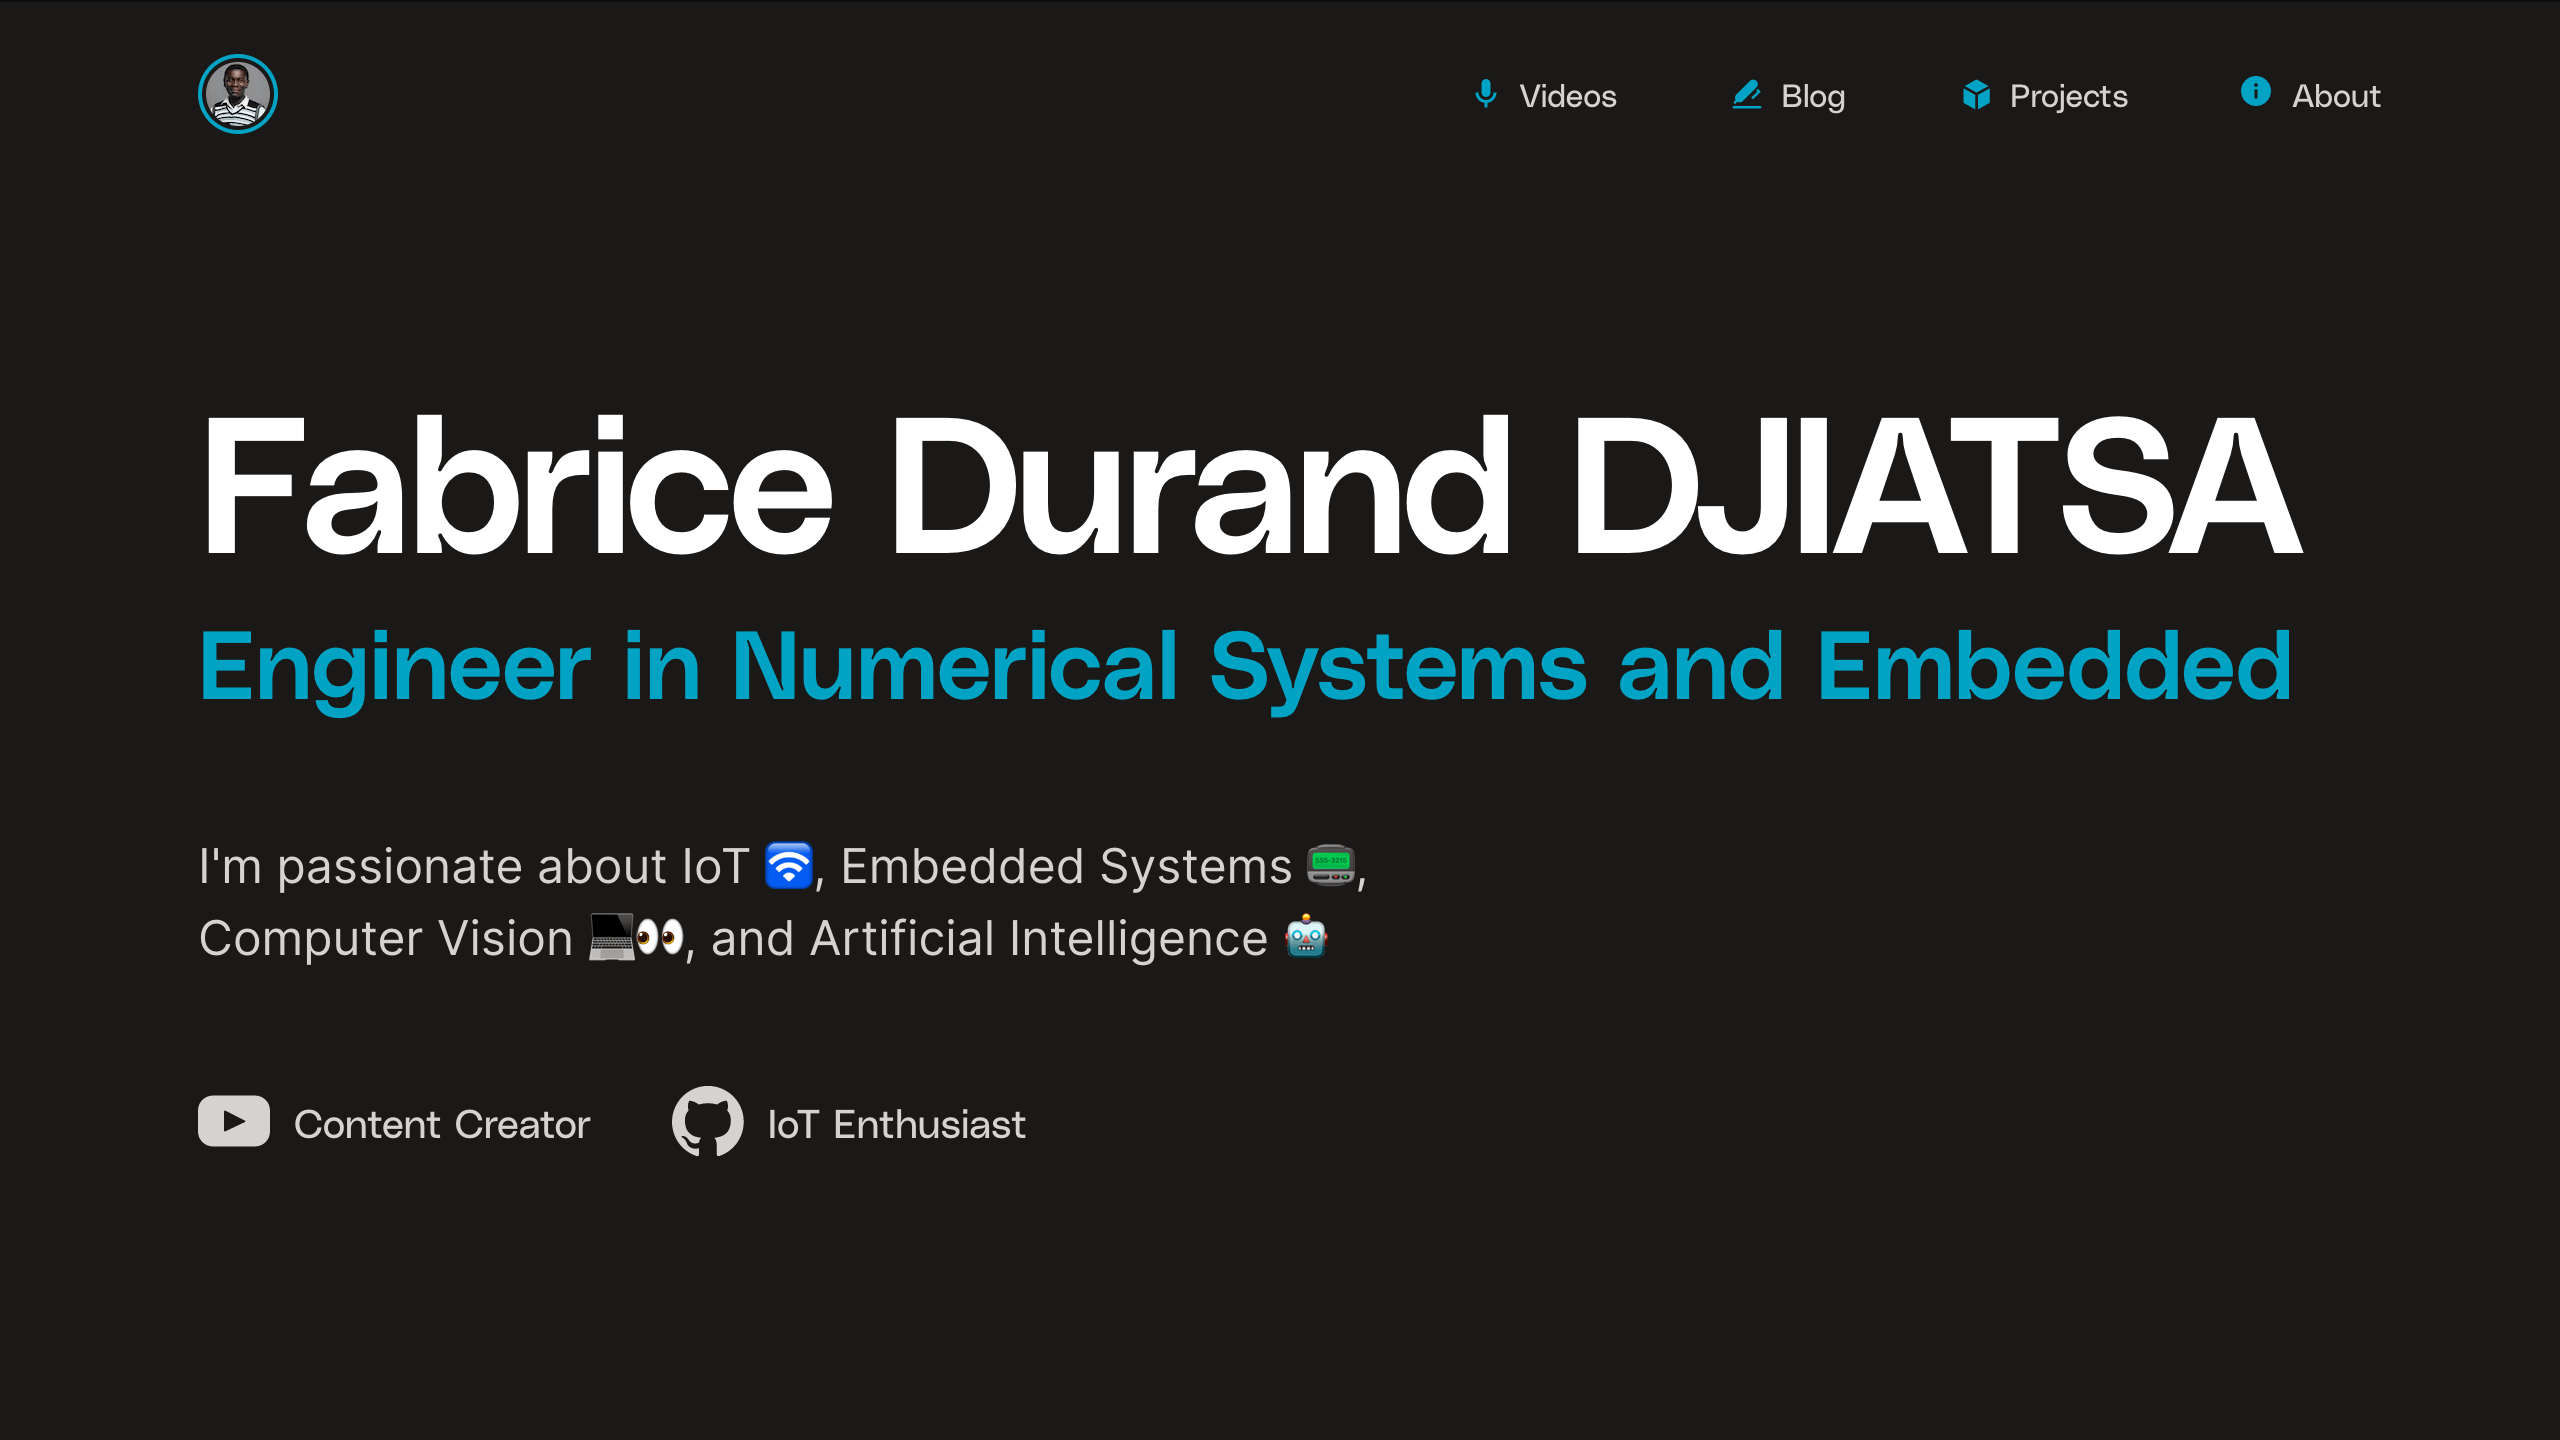 Videos Blog Projects About
Fabrice Durand DJIATSA
Engineer in Numerical Systems and Embedded
I'm passionate about IoT 🛜, Embedded Systems 📟,
Computer Vision 💻👀, and Artificial Intelligence 🤖
Content Creator IoT Enthusiast